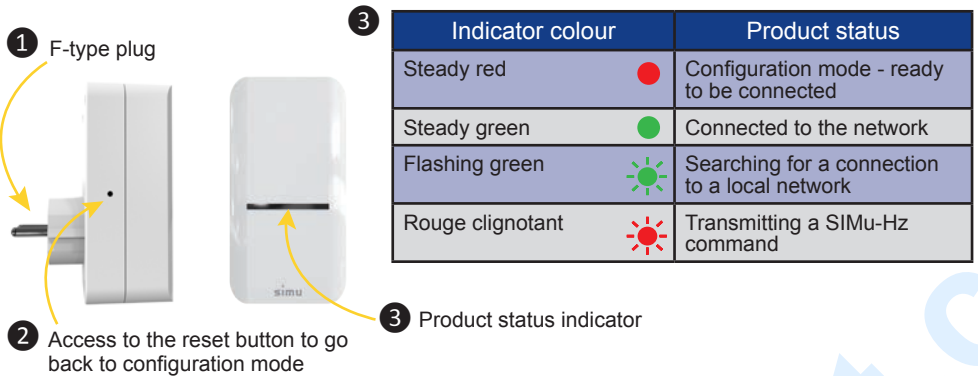 1 F-type plug
simu
2 Access to the reset button to go
back to configuration mode
3 Product status indicator
3
Indicator colour Product status
Steady red Configuration mode - ready
to be connected
Steady green Connected to the network
Flashing green Searching for a connection
to a local network
Rouge clignotant Transmitting a SIMu-Hz
command